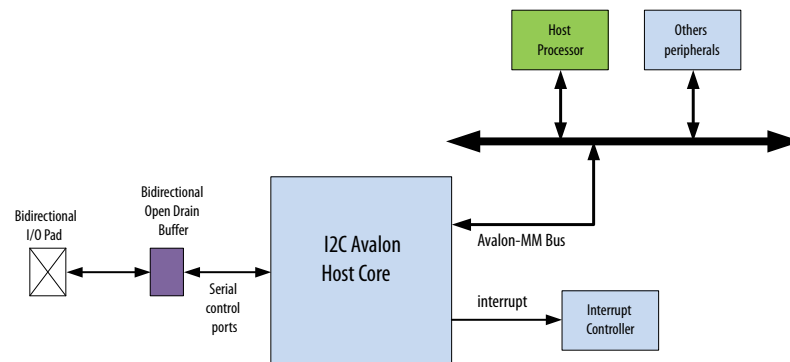 Host
Processor
Others
peripherals
Bidirectional
Open Drain
Buffer
Bidirectional
I/O Pad
I2C Avalon
Host Core
Avalon-MM Bus
Serial
control
ports
interrupt
Interrupt
Controller